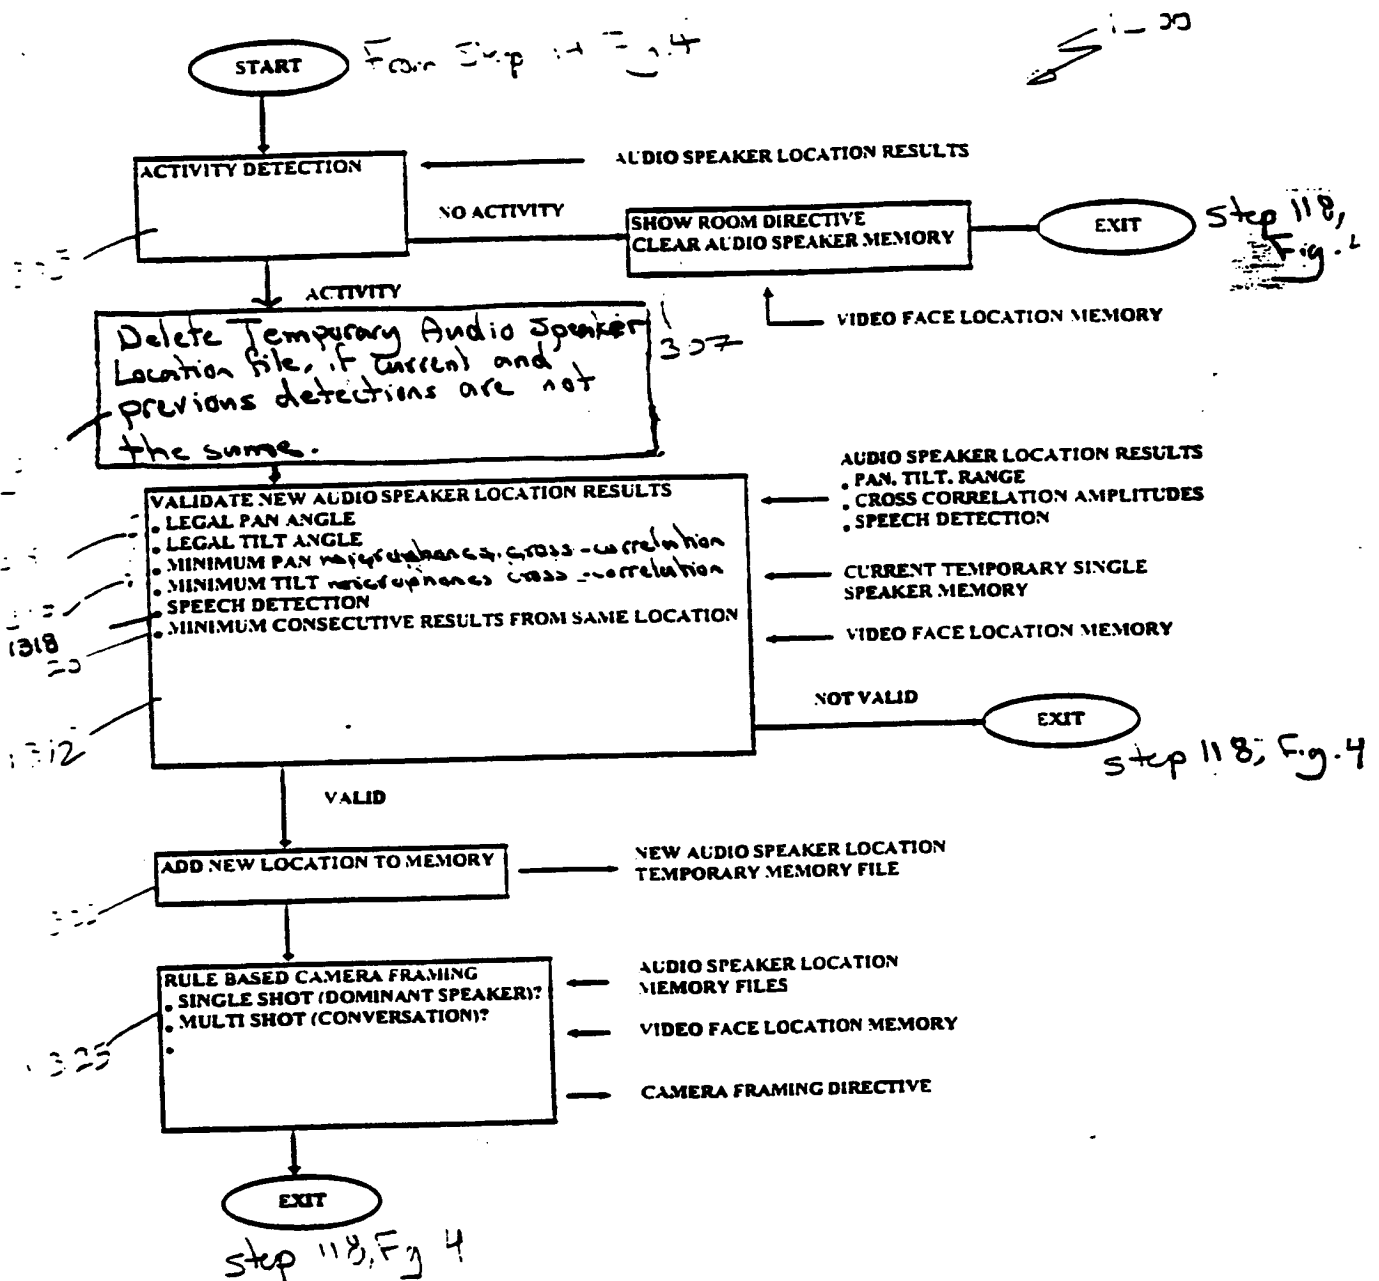 START
From Step Fig. 4
ACTIVITY DETECTION
AUDIO SPEAKER LOCATION RESULTS
NO ACTIVITY
SHOW ROOM DIRECTIVE
CLEAR AUDIO SPEAKER MEMORY
EXIT
step 118,
Fig.
VIDEO FACE LOCATION MEMORY
ACTIVITY
Delete Temporary Audio Speaker
Location file, if current and
previous detections are not
the same.
307
VALIDATE NEW AUDIO SPEAKER LOCATION RESULTS
• LEGAL PAN ANGLE
• LEGAL TILT ANGLE
• MINIMUM PAN microphones cross-correlation
• MINIMUM TILT microphones cross-correlation
• SPEECH DETECTION
• MINIMUM CONSECUTIVE RESULTS FROM SAME LOCATION
AUDIO SPEAKER LOCATION RESULTS
• PAN, TILT, RANGE
• CROSS CORRELATION AMPLITUDES
• SPEECH DETECTION
CURRENT TEMPORARY SINGLE
SPEAKER MEMORY
VIDEO FACE LOCATION MEMORY
1318
1312
NOT VALID
EXIT
step 118, Fig. 4
VALID
ADD NEW LOCATION TO MEMORY
NEW AUDIO SPEAKER LOCATION
TEMPORARY MEMORY FILE
RULE BASED CAMERA FRAMING
• SINGLE SHOT (DOMINANT SPEAKER)?
• MULTI SHOT (CONVERSATION)?
•
AUDIO SPEAKER LOCATION
MEMORY FILES
VIDEO FACE LOCATION MEMORY
CAMERA FRAMING DIRECTIVE
1325
EXIT
step 118, Fig 4